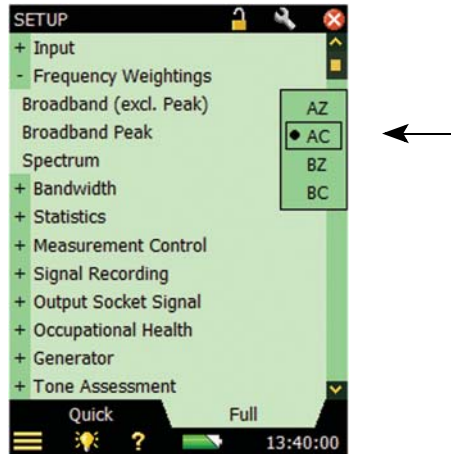 SETUP
+ Input
- Frequency Weightings
Broadband (excl. Peak)
AZ
Broadband Peak
AC
Spectrum
BZ
+ Bandwidth
BC
+ Statistics
+ Measurement Control
+ Signal Recording
+ Output Socket Signal
+ Occupational Health
+ Generator
+ Tone Assessment
Quick Full
? 13:40:00